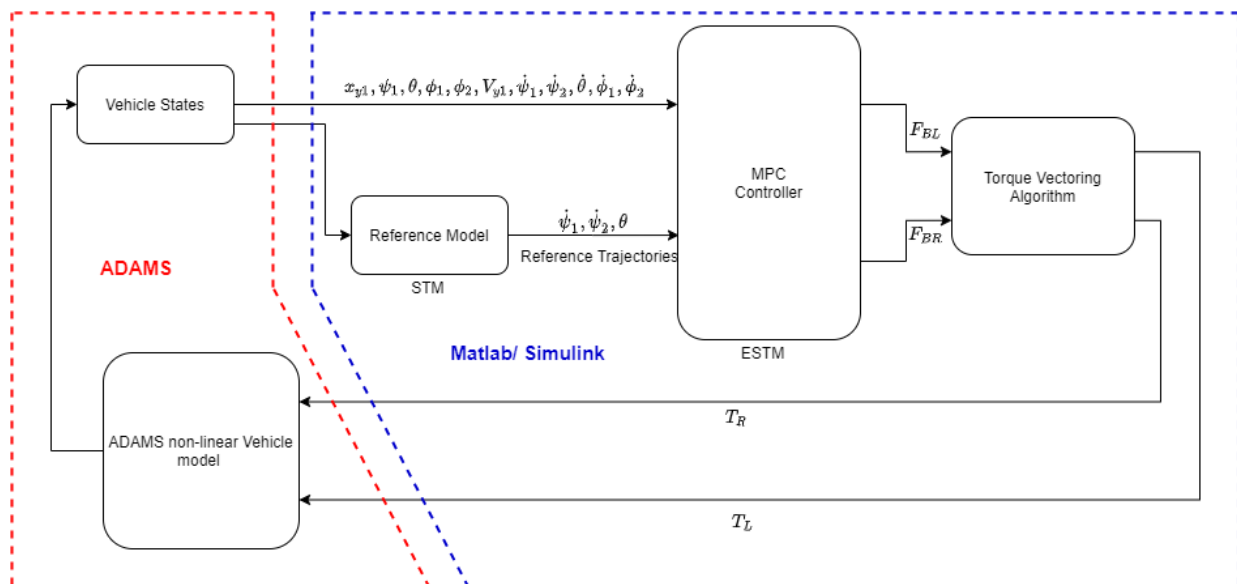 Vehicle States
x_{y1}, ψ_1, θ, ϕ_1, ϕ_2, V_{y1}, ψ̇_1, ψ̇_2, θ̇, ϕ̇_1, ϕ̇_2
F_{BL}
MPC
Controller
Torque Vectoring
Algorithm
Reference Model
ψ̇_1, ψ̇_2, θ
F_{BR}
Reference Trajectories
ADAMS
STM
Matlab/ Simulink
ESTM
T_R
ADAMS non-linear Vehicle
model
T_L